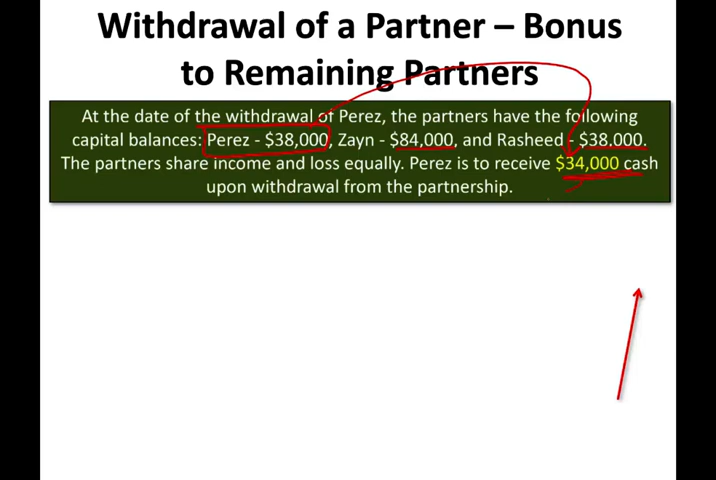 Withdrawal of a Partner – Bonus
to Remaining Partners
At the date of the withdrawal of Perez, the partners have the following
capital balances: Perez - $38,000, Zayn - $84,000, and Rasheed - $38,000.
The partners share income and loss equally. Perez is to receive $34,000 cash
upon withdrawal from the partnership.